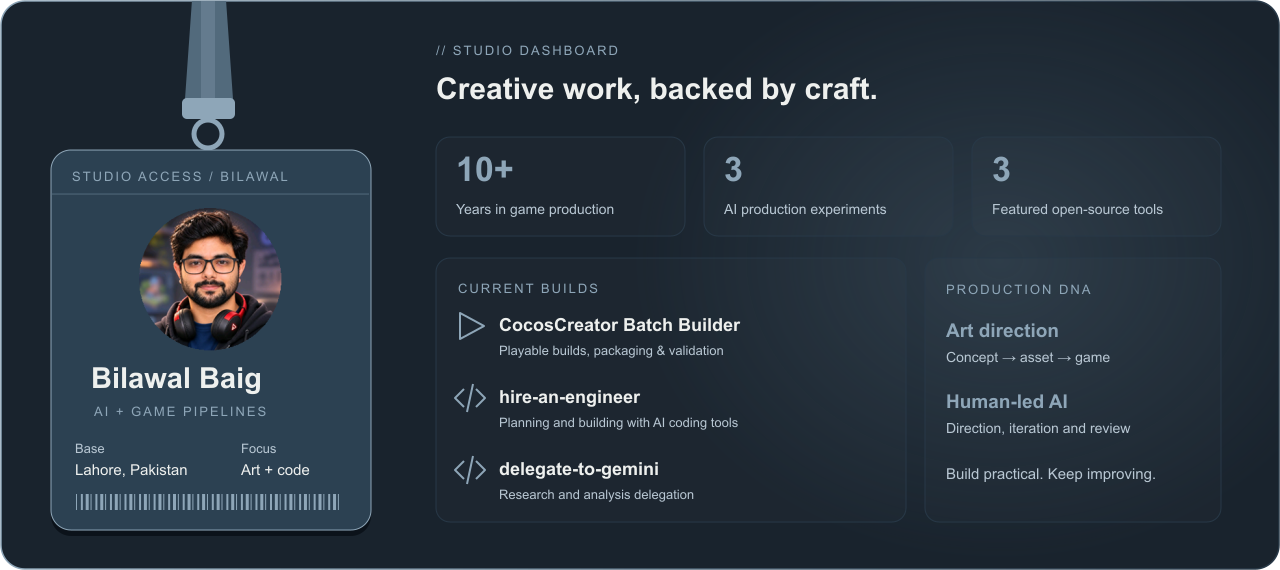 STUDIO ACCESS / BILAWAL
Bilawal Baig
AI + GAME PIPELINES
Base
Lahore, Pakistan
Focus
Art + code
// STUDIO DASHBOARD
Creative work, backed by craft.
10+
Years in game production
3
AI production experiments
3
Featured open-source tools
CURRENT BUILDS
CocosCreator Batch Builder
Playable builds, packaging & validation
hire-an-engineer
Planning and building with AI coding tools
delegate-to-gemini
Research and analysis delegation
PRODUCTION DNA
Art direction
Concept → asset → game
Human-led AI
Direction, iteration and review
Build practical. Keep improving.